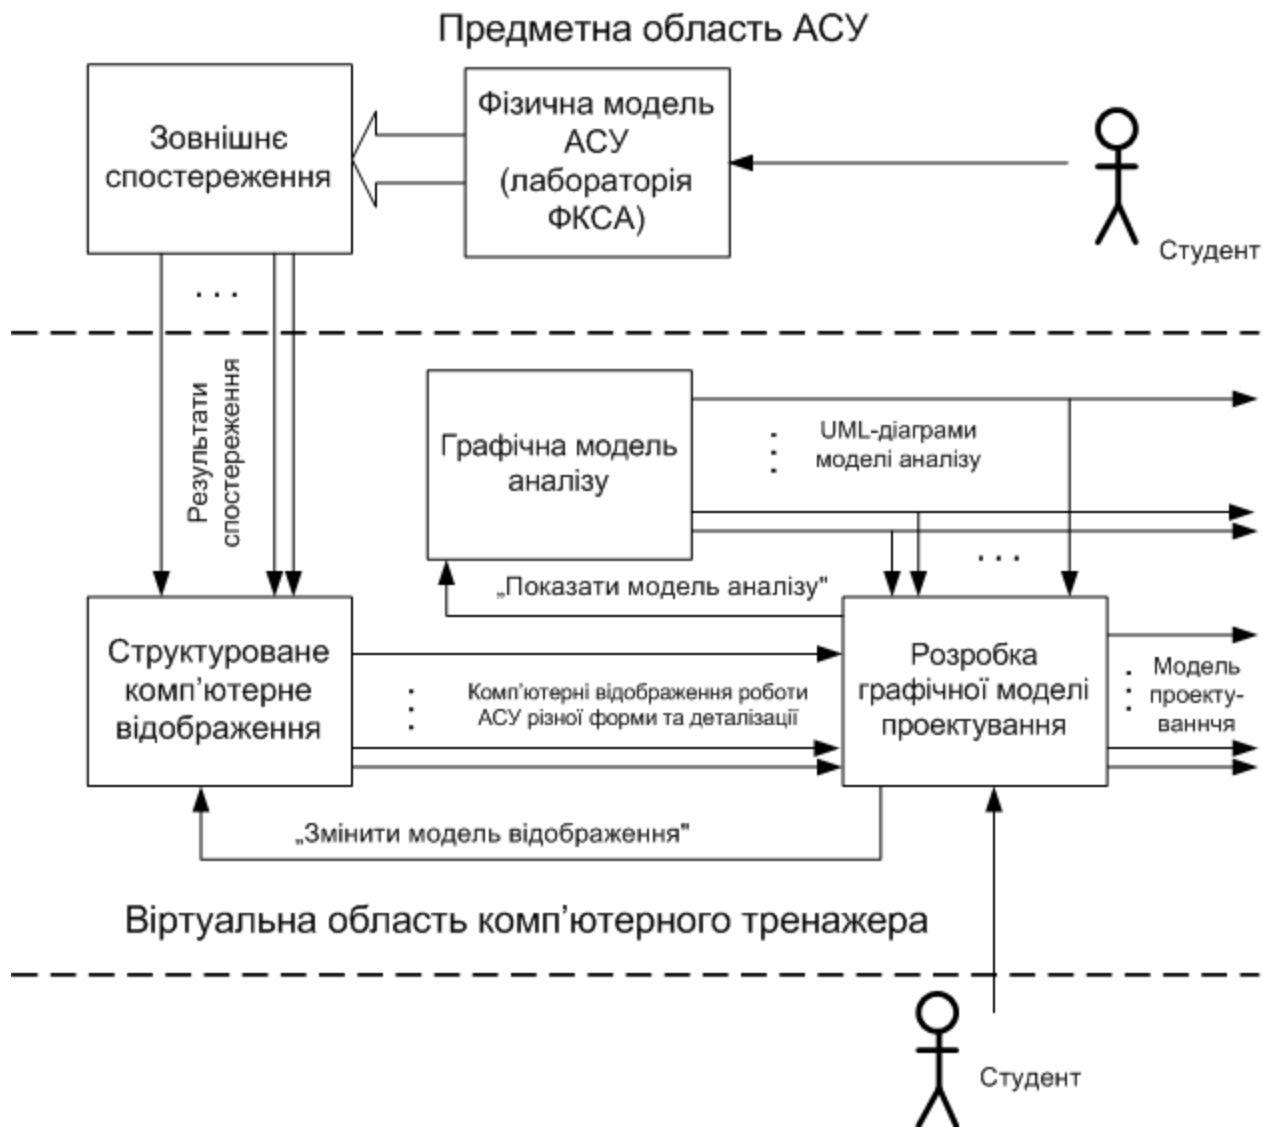 Предметна область АСУ
Зовнішнє
спостереження
Фізична модель
АСУ
(лабораторія
ФКСА)
Студент
. . .
Результати
спостереження
Графічна модель
аналізу
UML-діаграми
моделі аналізу
. . .
„Показати модель аналізу"
Структуроване
комп’ютерне
відображення
Комп’ютерні відображення роботи
АСУ різної форми та деталізації
Розробка
графічної моделі
проектування
Модель
проекту-
ваннчя
„Змінити модель відображення"
Віртуальна область комп’ютерного тренажера
Студент